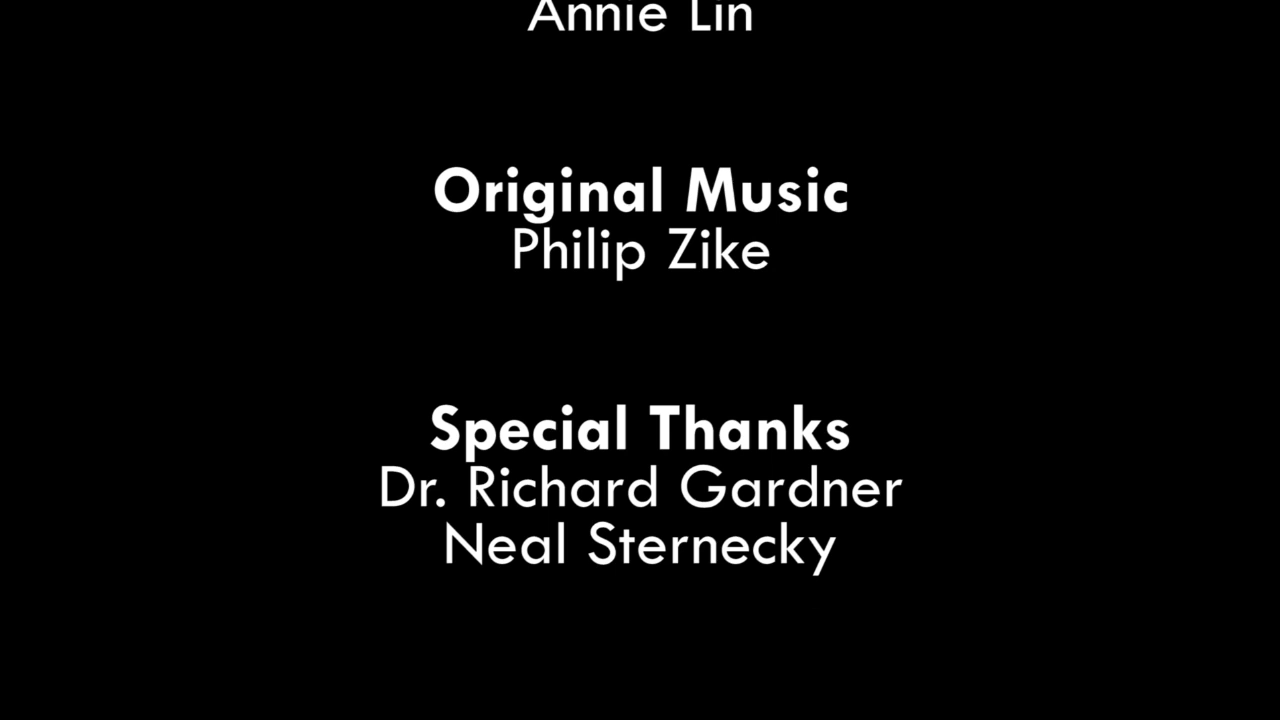 Annie Lin
Original Music
Philip Zike
Special Thanks
Dr. Richard Gardner
Neal Sternecky